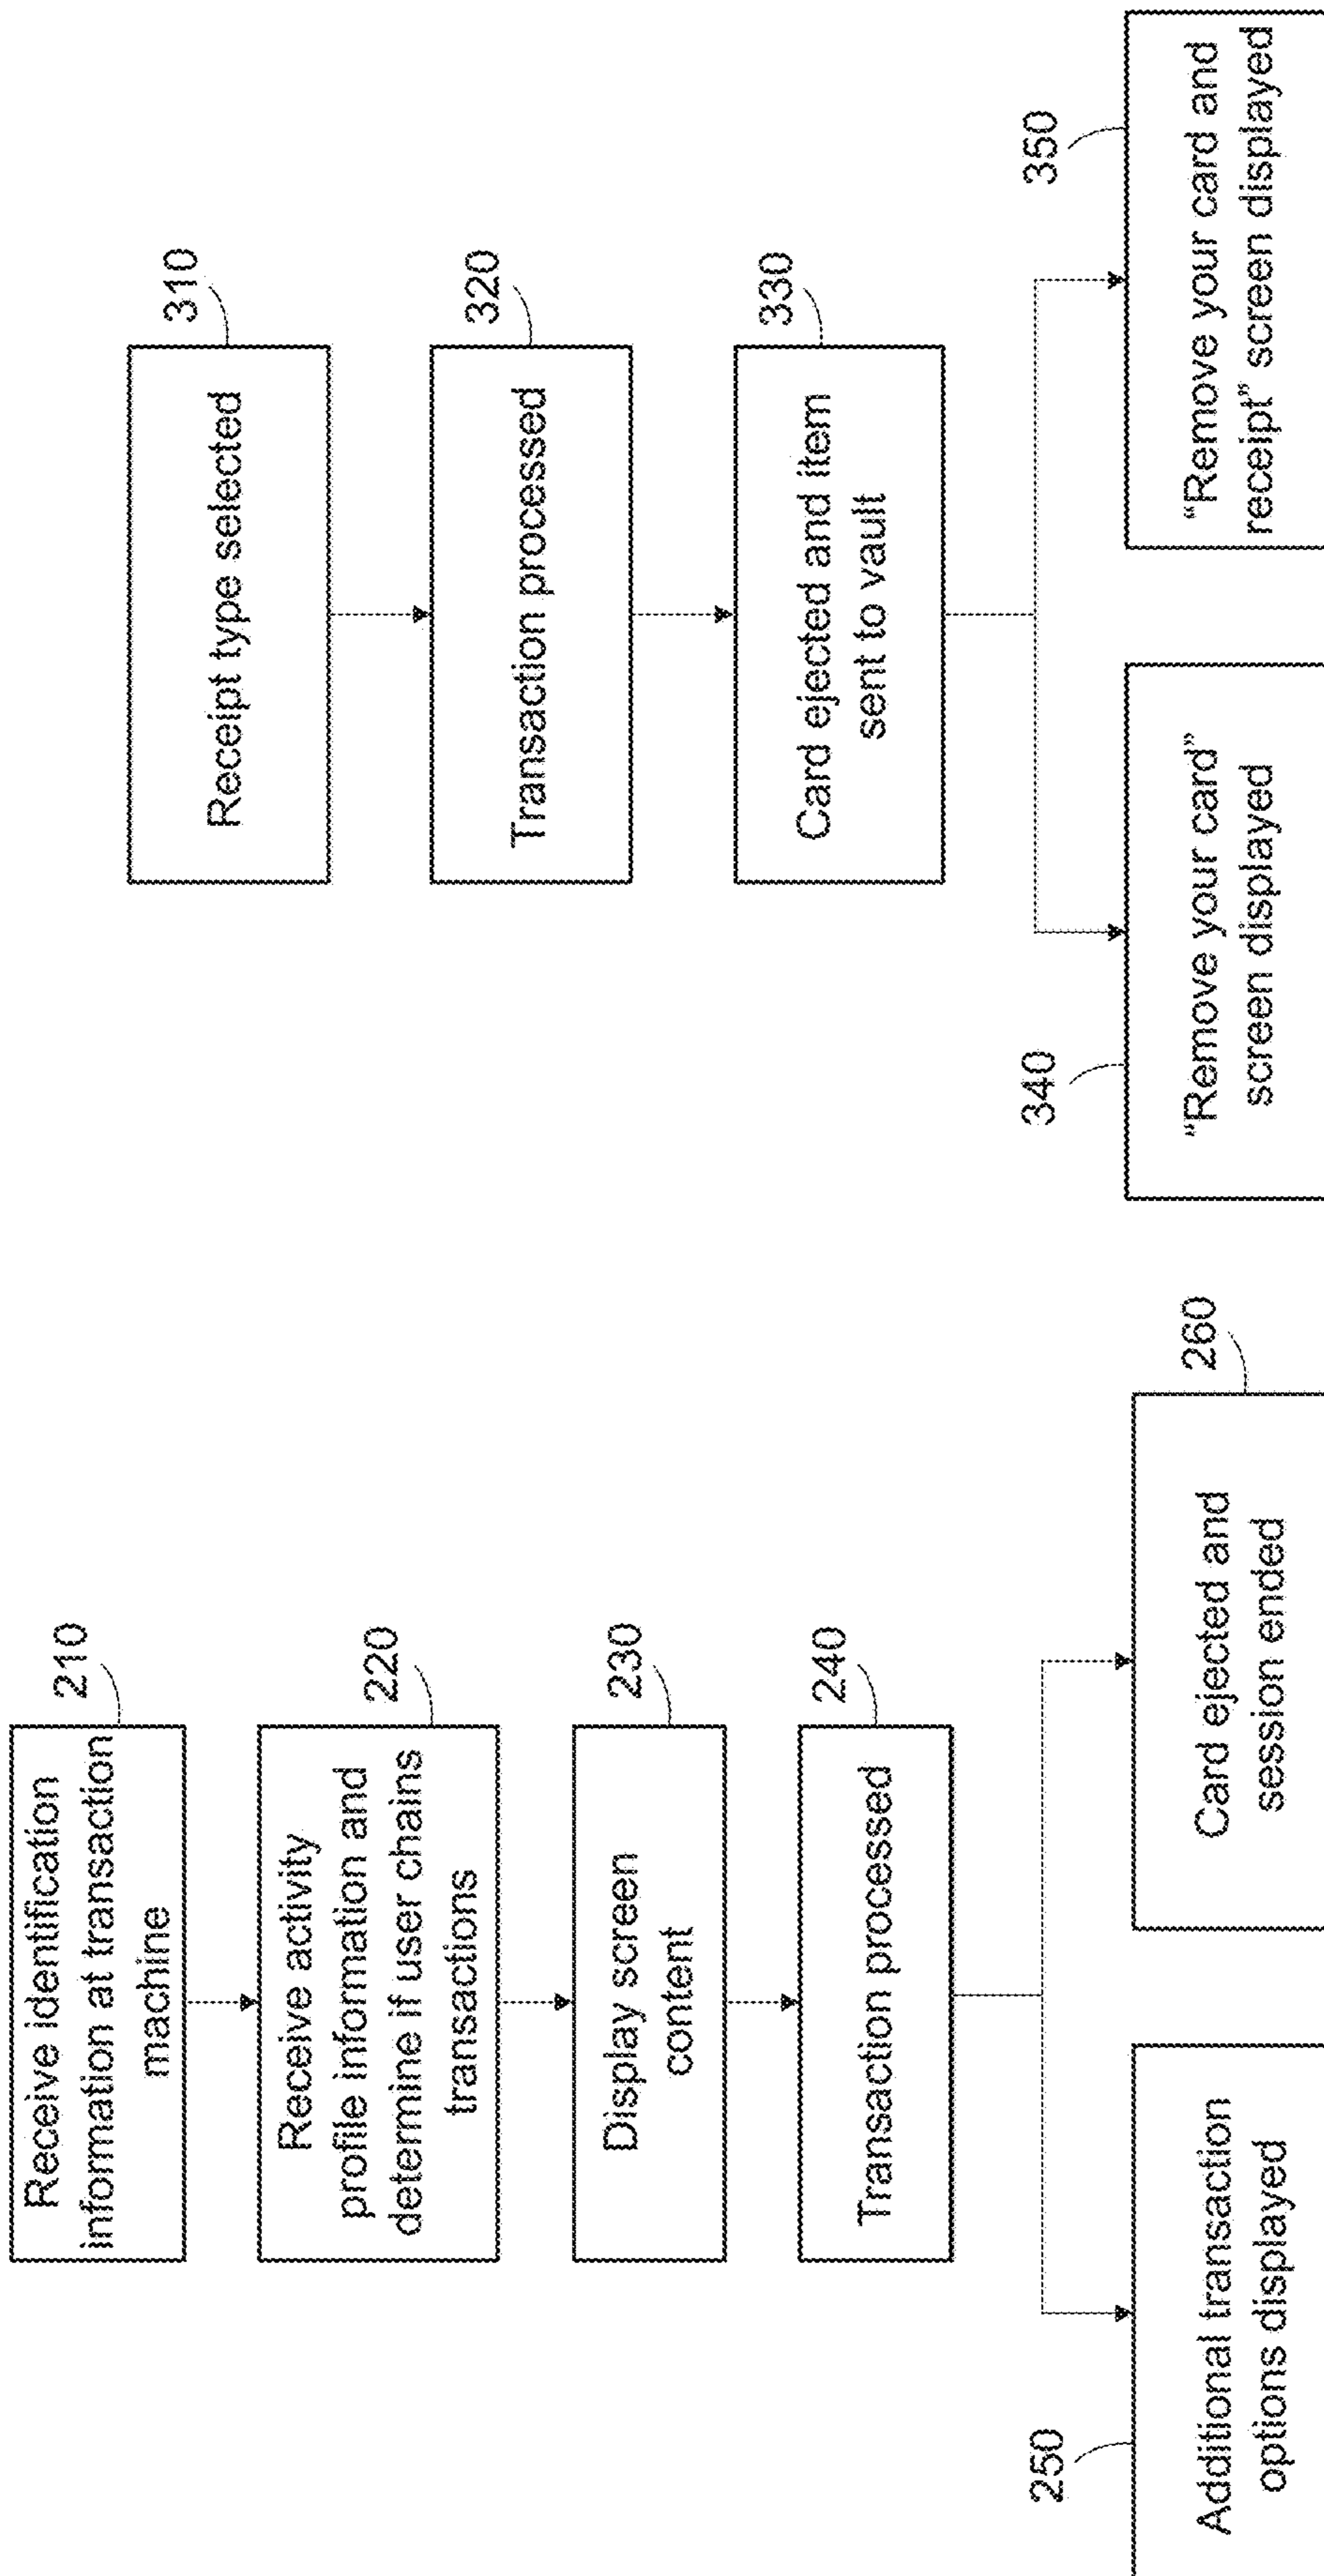 210
Receive identification
information at transaction
machine
220
Receive activity
profile information and
determine if user chains
transactions
230
Display screen
content
240
Transaction processed
250
Additional transaction
options displayed
260
Card ejected and
session ended
310
Receipt type selected
320
Transaction processed
330
Card ejected and item
sent to vault
340
“Remove your card”
screen displayed
350
“Remove your card and
receipt” screen displayed